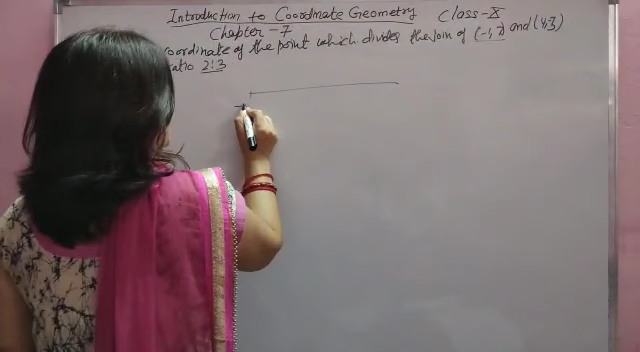 Introduction to Coordinate Geometry Class-X
Chapter-7
oordinate of the point which divides the join of (-1, 7) and (4,-3)
ratio 2:3